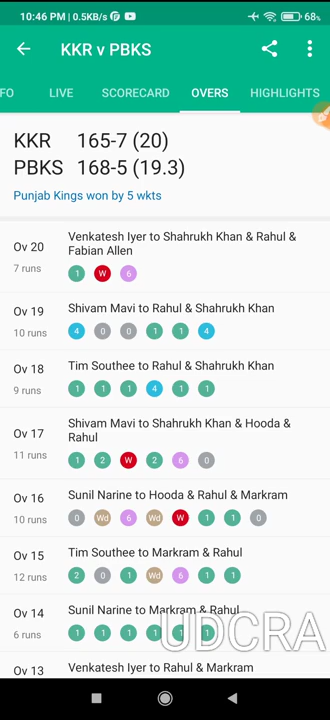 10:46 PM | 0.5KB/s
68%
KKR v PBKS
FO LIVE SCORECARD OVERS HIGHLIGHTS
KKR 165-7 (20)
PBKS 168-5 (19.3)
Punjab Kings won by 5 wkts
Venkatesh Iyer to Shahrukh Khan & Rahul &
Fabian Allen
Ov 20
7 runs
1 W 6
Shivam Mavi to Rahul & Shahrukh Khan
Ov 19
10 runs
4 0 0 1 1 4
Tim Southee to Rahul & Shahrukh Khan
Ov 18
9 runs
1 1 1 4 1 1
Shivam Mavi to Shahrukh Khan & Hooda &
Rahul
Ov 17
11 runs
1 2 W 2 6 0
Sunil Narine to Hooda & Rahul & Markram
Ov 16
10 runs
0 Wd 6 Wd W 1 1 0
Tim Southee to Markram & Rahul
Ov 15
12 runs
2 0 1 Wd 6 1 1
Sunil Narine to Markram & Rahul
Ov 14
6 runs
1 1 1 1 1 1
UDCRA
Venkatesh Iyer to Rahul & Markram
Ov 13